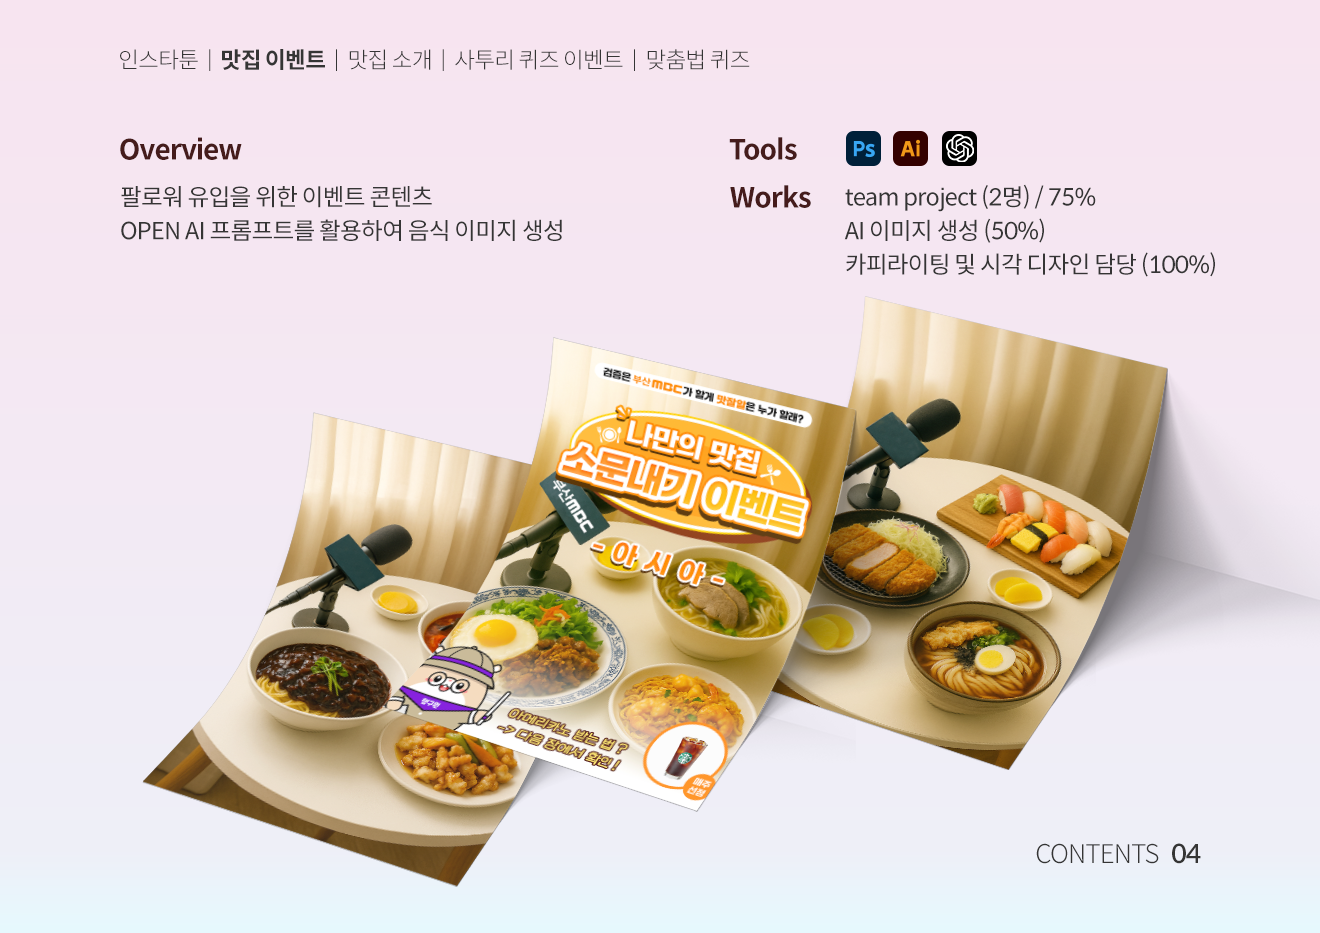 인스타툰 | 맛집 이벤트 | 맛집 소개 | 사투리 퀴즈 이벤트 | 맞춤법 퀴즈
Overview
팔로워 유입을 위한 이벤트 콘텐츠
OPEN AI 프롬프트를 활용하여 음식 이미지 생성
Tools Ps Ai
Works team project (2명) / 75%
AI 이미지 생성 (50%)
카피라이팅 및 시각 디자인 담당 (100%)
검증은 부산MBC가 할게 맛절일은 누가 할래?
나만의 맛집
소문내기 이벤트
부산MBC
- 아 시 아 -
아메리카노 받는 법 ?
-> 다음 장에서 확인 !
매주
선정
CONTENTS 04